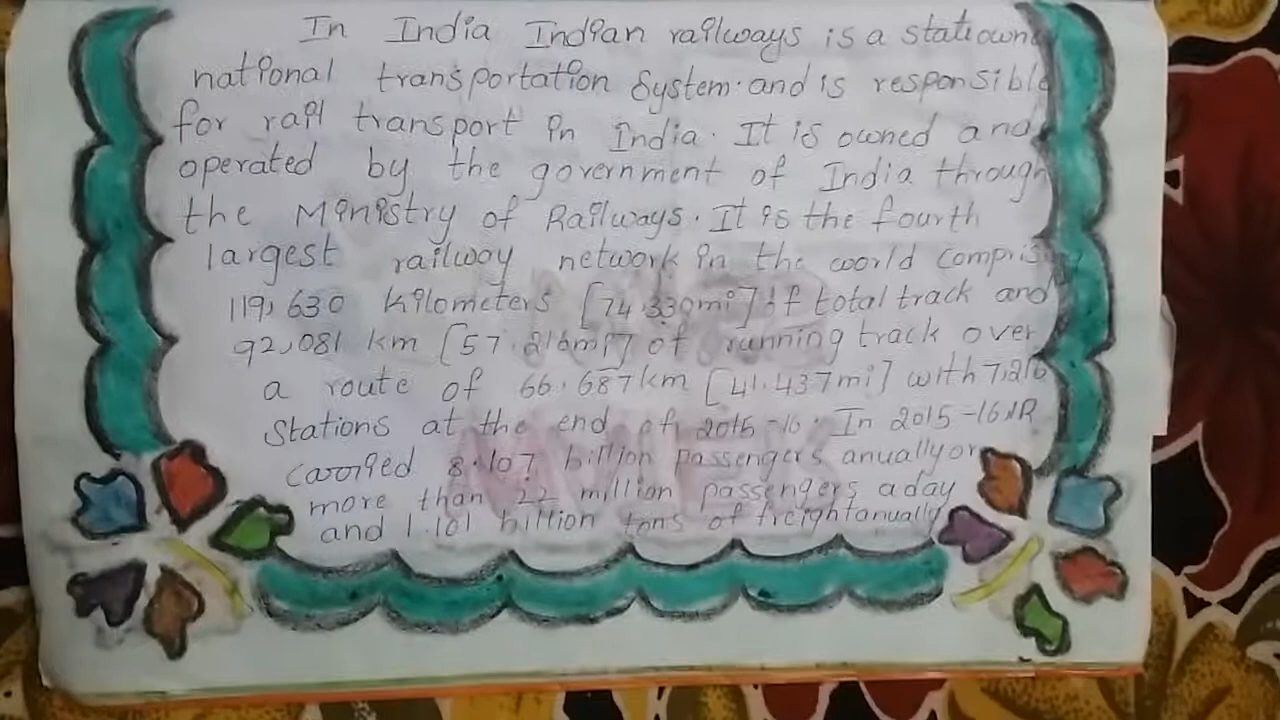 In India Indian railways is a stateowned
national transportation System. and is responsible
for rail transport in India. It is owned and
operated by the government of India through
the Ministry of Railways. It is the fourth
largest railway network in the world compris
119,630 kilometers [74,330mi] of total track and
92,081 km [57.216mi] of running track over
a route of 66.687km [41.437mi] with 7,216
Stations at the end of 2015-16. In 2015-16 IR
carried 8.107 billion passengers anually or
more than 22 million passengers a day
and 1.101 billion tons of freight anually